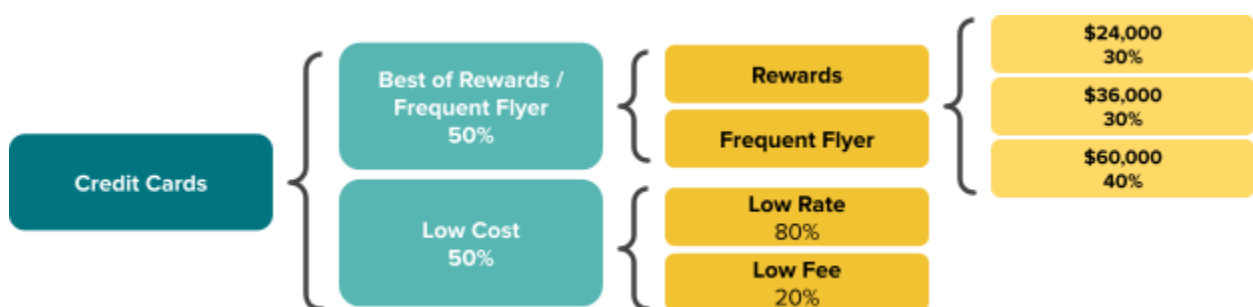 Credit Cards
Best of Rewards /
Frequent Flyer
50%
Low Cost
50%
Rewards
Frequent Flyer
Low Rate
80%
Low Fee
20%
$24,000
30%
$36,000
30%
$60,000
40%